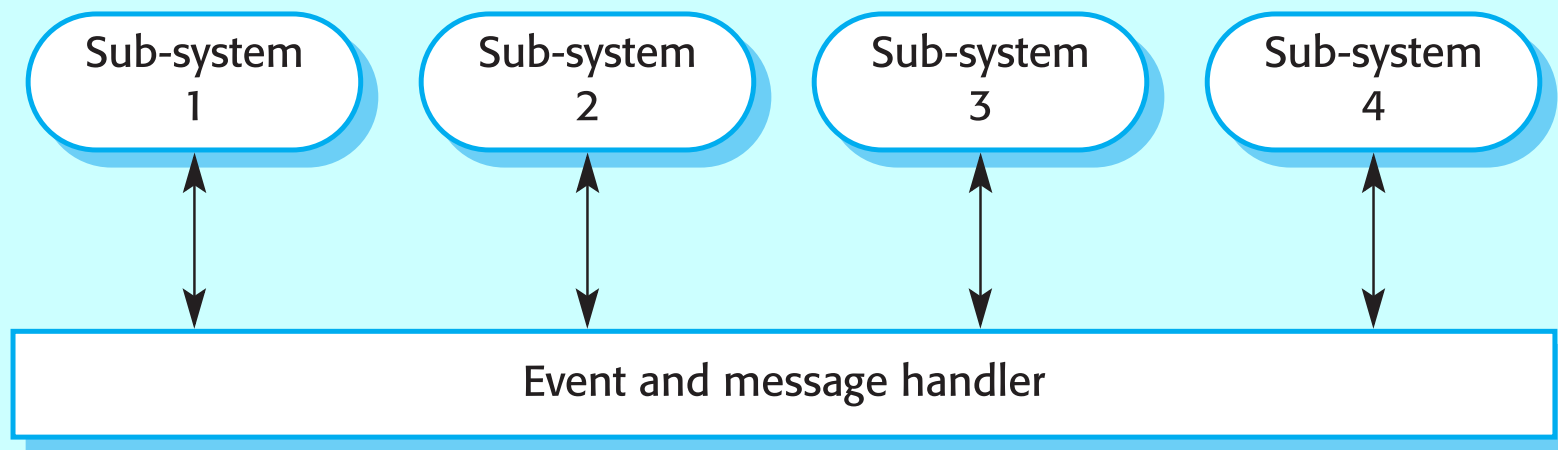 Sub-system
1
Sub-system
2
Sub-system
3
Sub-system
4
Event and message handler